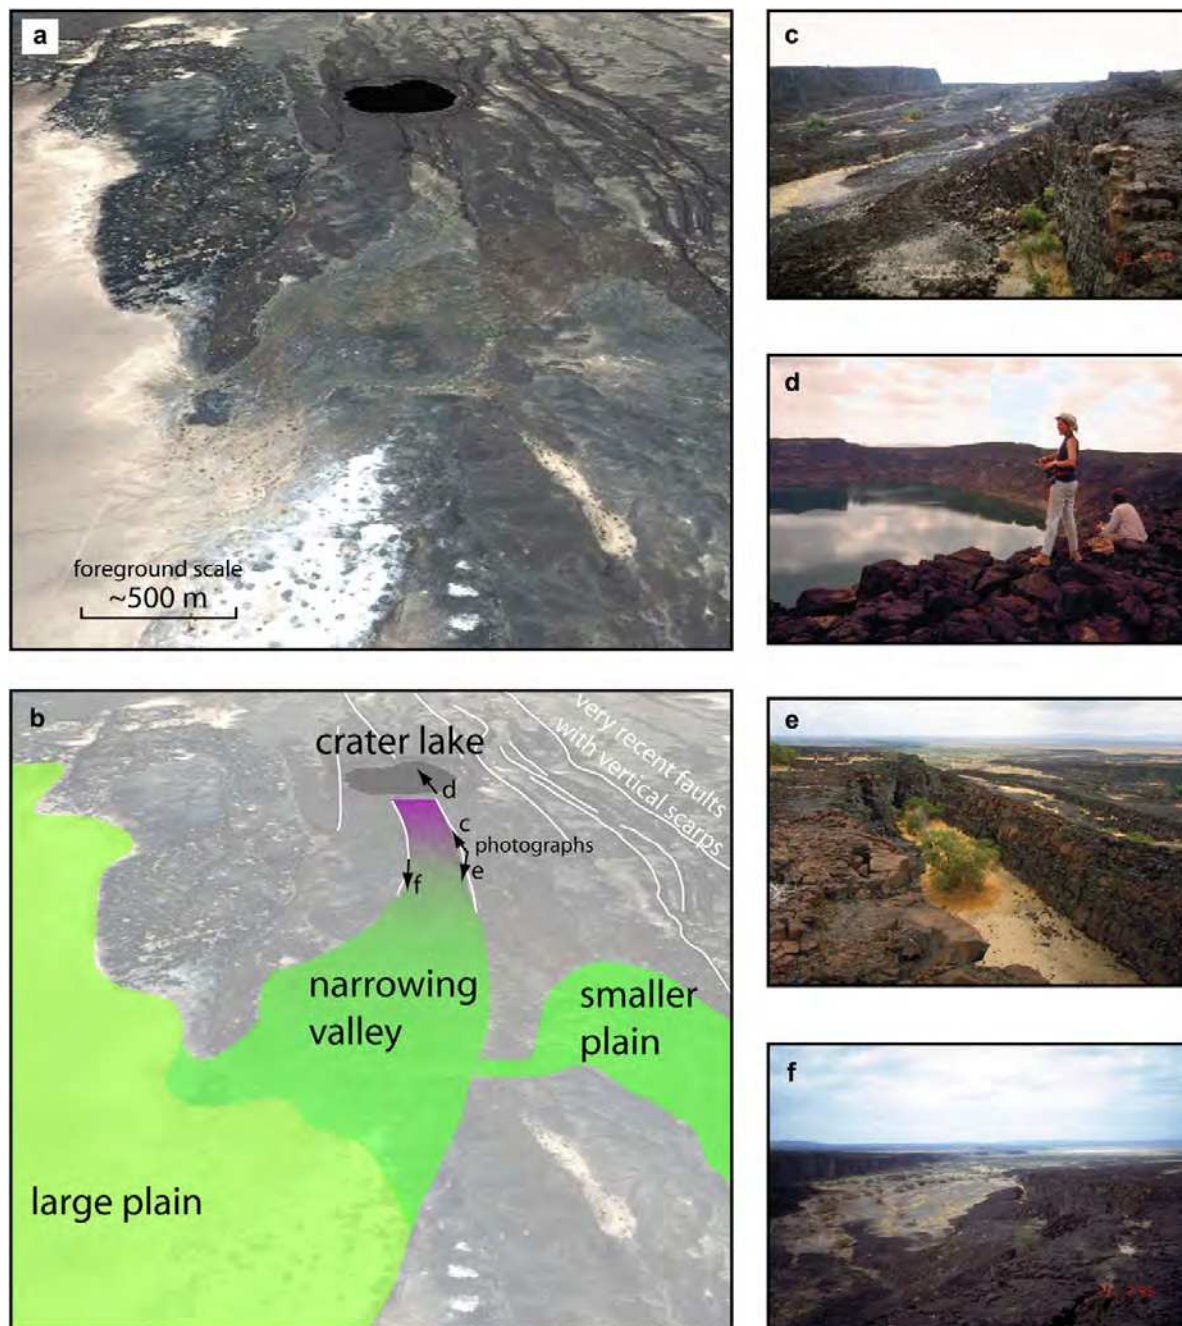 a
foreground scale
~500 m
b
crater lake
d
c
photographs
e
f
very recent faults
with vertical scarps
narrowing
valley
smaller
plain
large plain
c
d
e
f